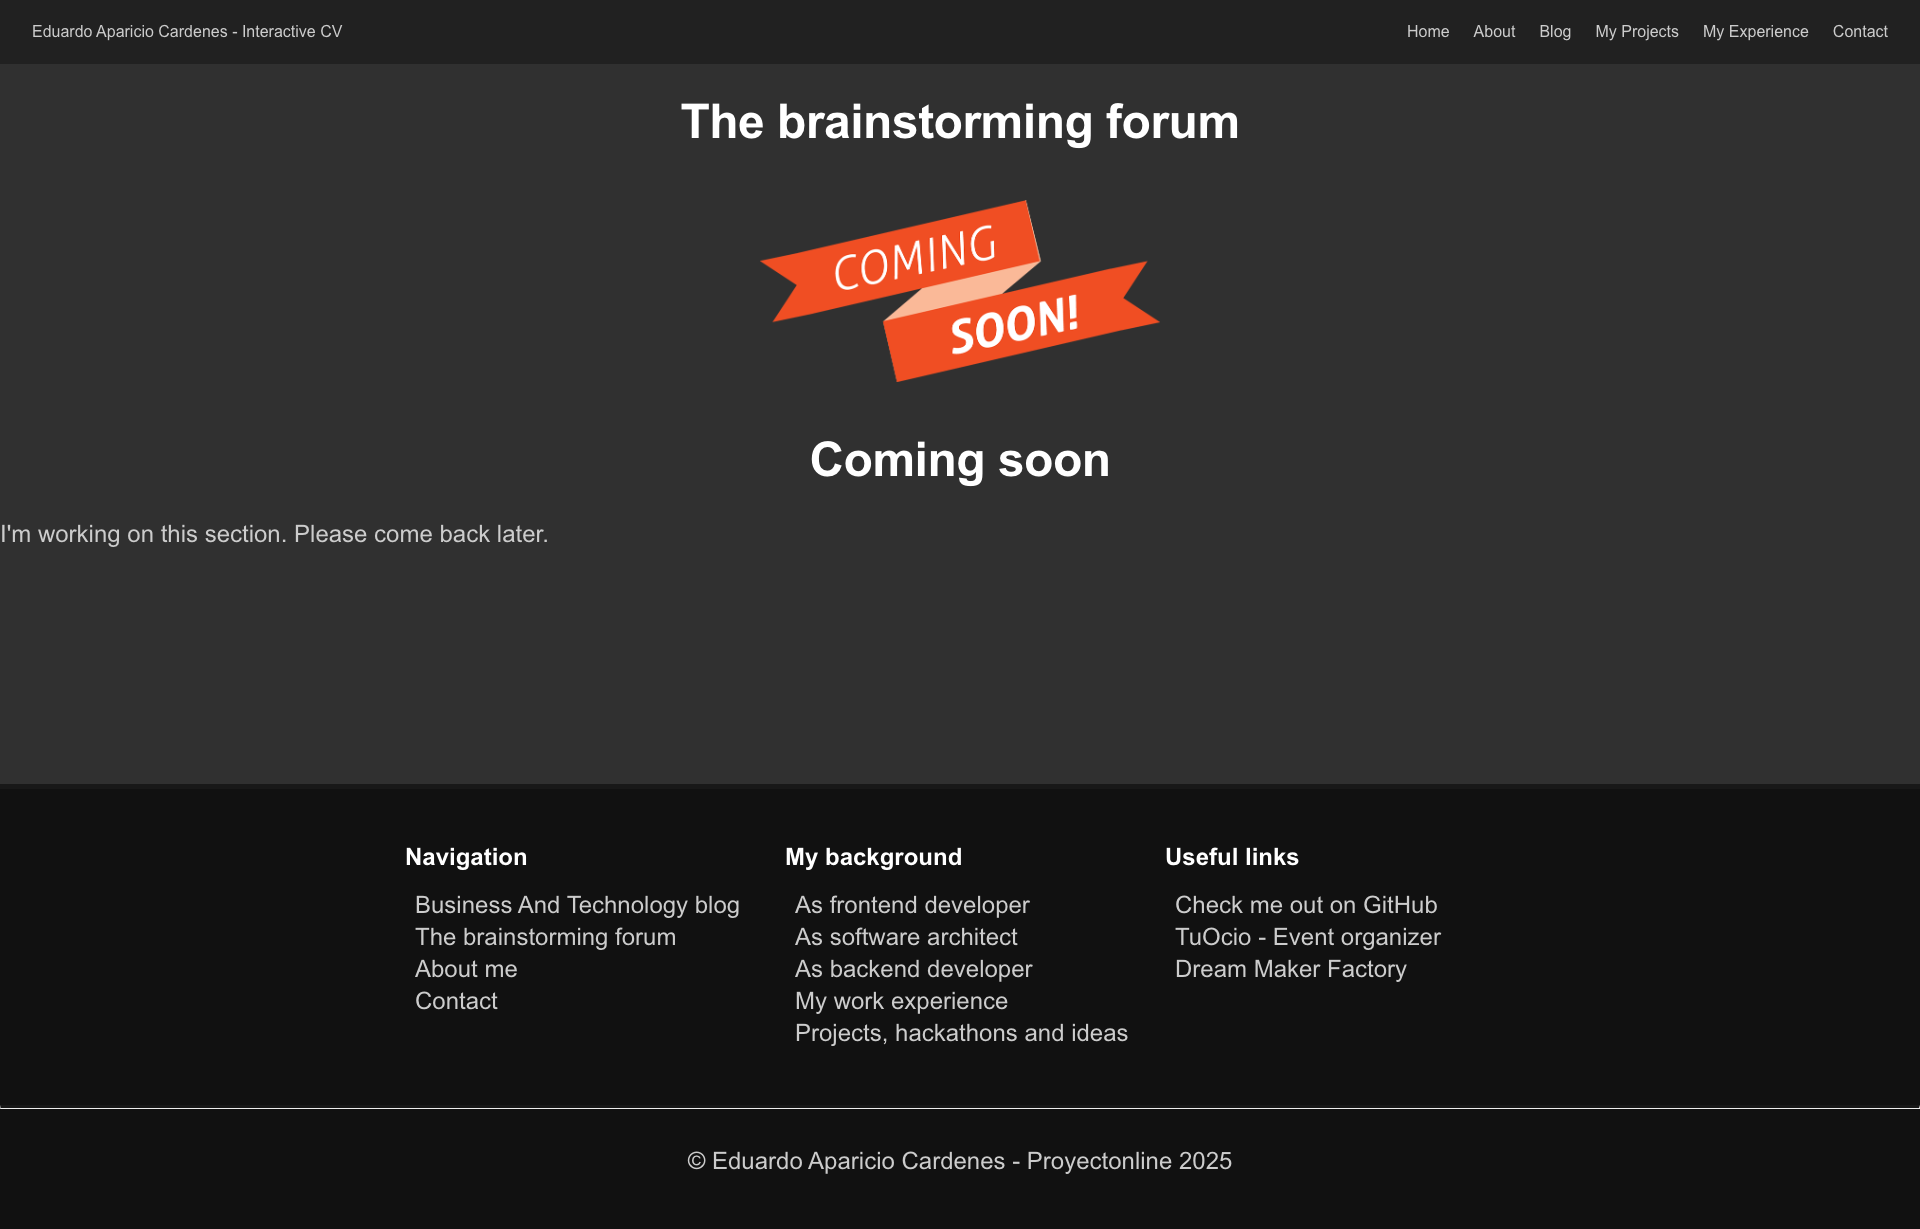 Eduardo Aparicio Cardenes - Interactive CV
Home About Blog My Projects My Experience Contact
The brainstorming forum
COMING
SOON!
Coming soon
I'm working on this section. Please come back later.
Navigation
Business And Technology blog
The brainstorming forum
About me
Contact
My background
As frontend developer
As software architect
As backend developer
My work experience
Projects, hackathons and ideas
Useful links
Check me out on GitHub
TuOcio - Event organizer
Dream Maker Factory
© Eduardo Aparicio Cardenes - Proyectonline 2025